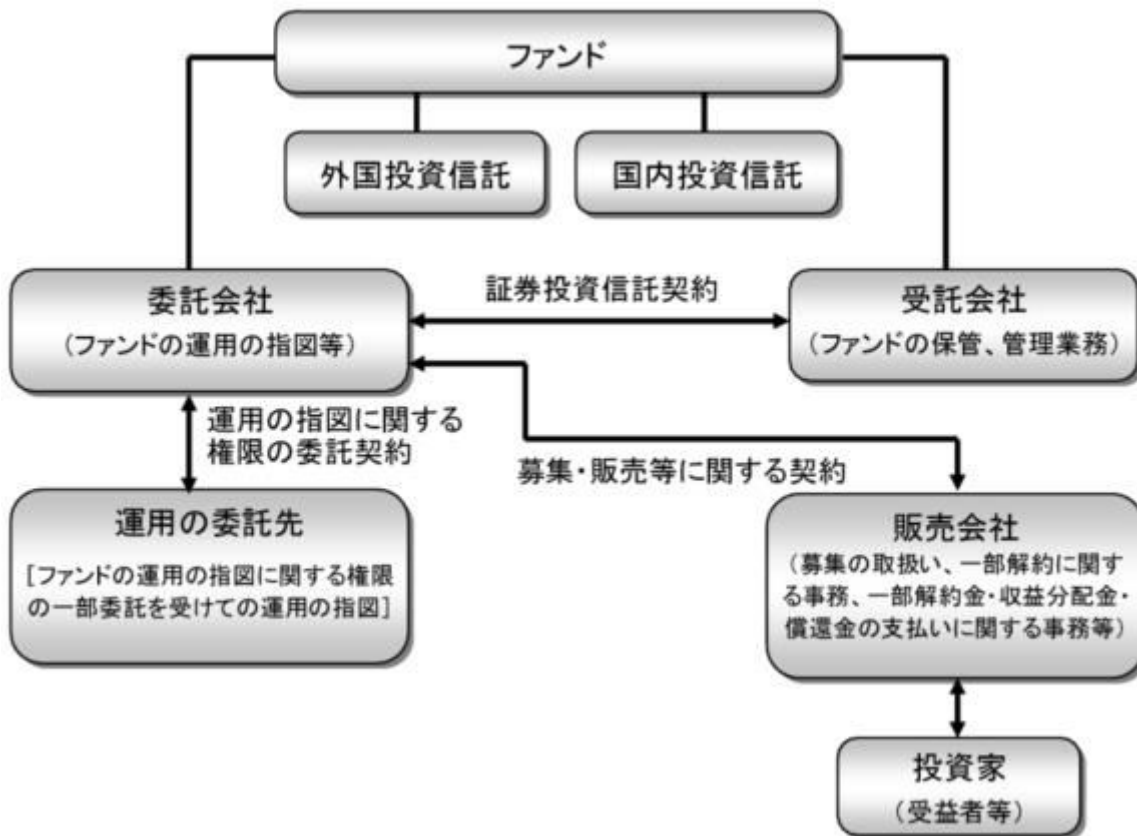 ファンド
外国投資信託
国内投資信託
委託会社
(ファンドの運用の指図等)
証券投資信託契約
受託会社
(ファンドの保管、管理業務)
運用の指図に関する
権限の委託契約
募集・販売等に関する契約
運用の委託先
[ファンドの運用の指図に関する権限
の一部委託を受けての運用の指図]
販売会社
(募集の取扱い、一部解約に関す
る事務、一部解約金・収益分配金・
償還金の支払いに関する事務等)
投資家
(受益者等)